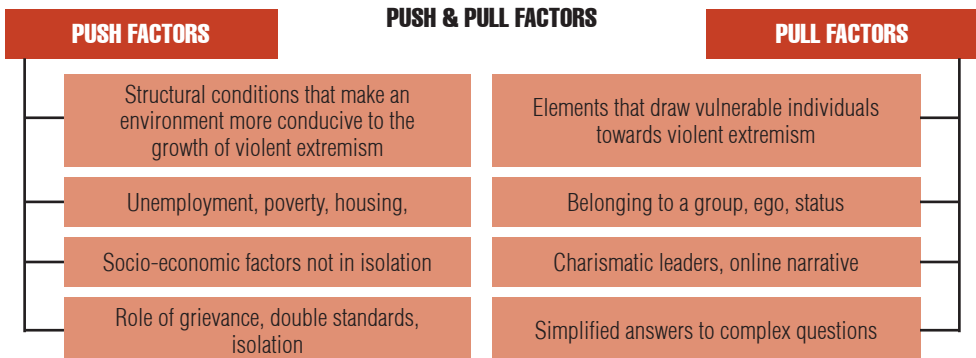 PUSH & PULL FACTORS
PUSH FACTORS
Structural conditions that make an
environment more conducive to the
growth of violent extremism
Unemployment, poverty, housing,
Socio-economic factors not in isolation
Role of grievance, double standards,
isolation
PULL FACTORS
Elements that draw vulnerable individuals
towards violent extremism
Belonging to a group, ego, status
Charismatic leaders, online narrative
Simplified answers to complex questions